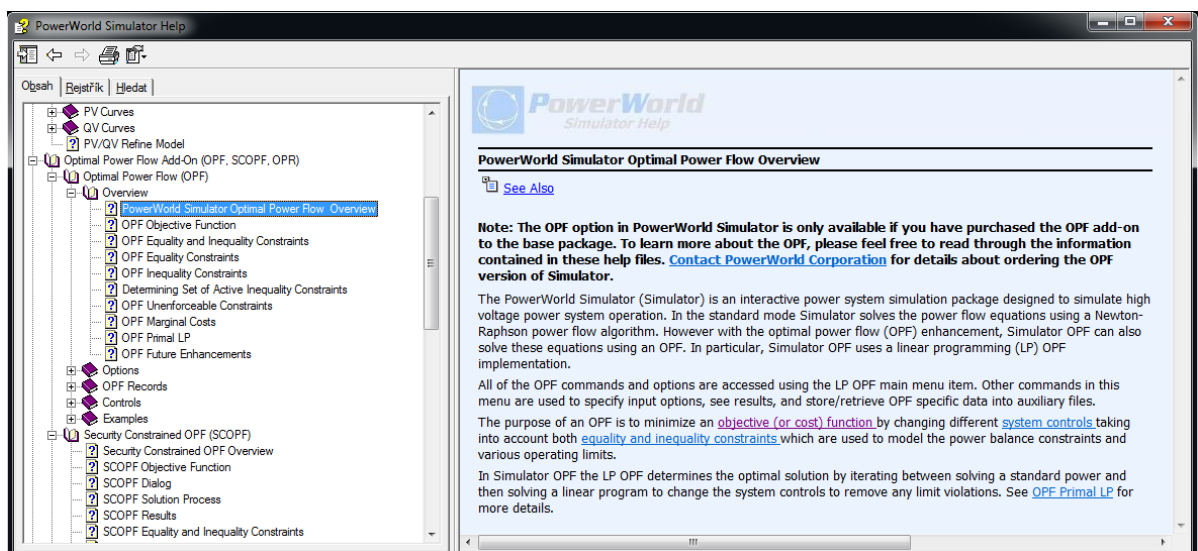 PowerWorld Simulator Help
Obsah Rejstřík Hledat
PV Curves
QV Curves
PV/QV Refine Model
Optimal Power Flow Add-On (OPF, SCOPF, OPR)
Optimal Power Flow (OPF)
Overview
PowerWorld Simulator Optimal Power Flow Overview
OPF Objective Function
OPF Equality and Inequality Constraints
OPF Equality Constraints
OPF Inequality Constraints
Determining Set of Active Inequality Constraints
OPF Unenforceable Constraints
OPF Marginal Costs
OPF Primal LP
OPF Future Enhancements
Options
OPF Records
Controls
Examples
Security Constrained OPF (SCOPF)
Security Constrained OPF Overview
SCOPF Objective Function
SCOPF Dialog
SCOPF Solution Process
SCOPF Results
SCOPF Equality and Inequality Constraints
PowerWorld
Simulator Help
PowerWorld Simulator Optimal Power Flow Overview
See Also
Note: The OPF option in PowerWorld Simulator is only available if you have purchased the OPF add-on
to the base package. To learn more about the OPF, please feel free to read through the information
contained in these help files. Contact PowerWorld Corporation for details about ordering the OPF
version of Simulator.
The PowerWorld Simulator (Simulator) is an interactive power system simulation package designed to simulate high
voltage power system operation. In the standard mode Simulator solves the power flow equations using a Newton-
Raphson power flow algorithm. However with the optimal power flow (OPF) enhancement, Simulator OPF can also
solve these equations using an OPF. In particular, Simulator OPF uses a linear programming (LP) OPF
implementation.
All of the OPF commands and options are accessed using the LP OPF main menu item. Other commands in this
menu are used to specify input options, see results, and store/retrieve OPF specific data into auxiliary files.
The purpose of an OPF is to minimize an objective (or cost) function by changing different system controls taking
into account both equality and inequality constraints which are used to model the power balance constraints and
various operating limits.
In Simulator OPF the LP OPF determines the optimal solution by iterating between solving a standard power and
then solving a linear program to change the system controls to remove any limit violations. See OPF Primal LP for
more details.